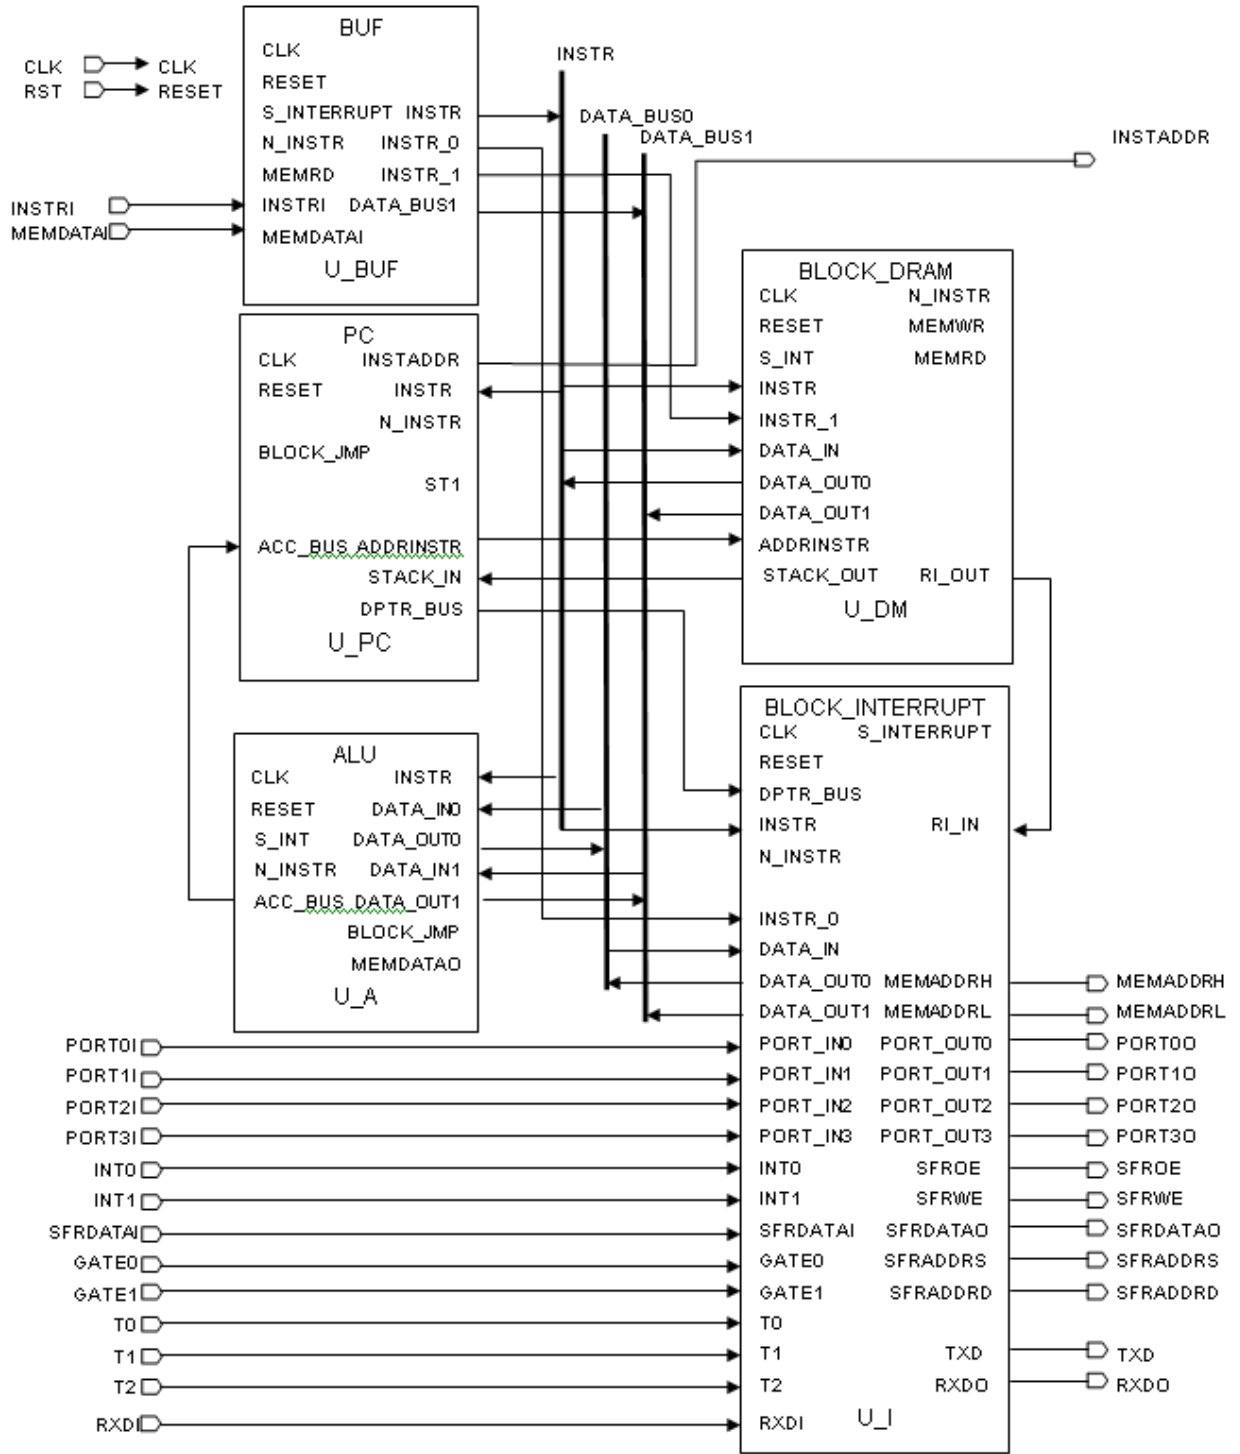 BUF
CLK
RESET
S_INTERRUPT INSTR
N_INSTR INSTR_0
MEMRD INSTR_1
INSTRI DATA_BUS1
MEMDATAI
U_BUF
CLK CLK
RST RESET
INSTRI
MEMDATAI
INSTR
DATA_BUS0
DATA_BUS1
INSTADDR
PC
CLK INSTADDR
RESET INSTR
N_INSTR
BLOCK_JMP
ST1
ACC_BUS ADDRINSTR
STACK_IN
DPTR_BUS
U_PC
BLOCK_DRAM
CLK N_INSTR
RESET MEMWR
S_INT MEMRD
INSTR
INSTR_1
DATA_IN
DATA_OUT0
DATA_OUT1
ADDRINSTR
STACK_OUT RI_OUT
U_DM
ALU
CLK INSTR
RESET DATA_IN0
S_INT DATA_OUT0
N_INSTR DATA_IN1
ACC_BUS DATA_OUT1
BLOCK_JMP
MEMDATAO
U_A
BLOCK_INTERRUPT
CLK S_INTERRUPT
RESET
DPTR_BUS
INSTR RI_IN
N_INSTR
INSTR_0
DATA_IN
DATA_OUT0 MEMADDRH MEMADDRH
DATA_OUT1 MEMADDRL MEMADDRL
PORT0I PORT_IN0 PORT_OUT0 PORT0O
PORT1I PORT_IN1 PORT_OUT1 PORT1O
PORT2I PORT_IN2 PORT_OUT2 PORT2O
PORT3I PORT_IN3 PORT_OUT3 PORT3O
INT0 INT0 SFROE SFROE
INT1 INT1 SFRWE SFRWE
SFRDATAI SFRDATAI SFRDATAO SFRDATAO
GATE0 GATE0 SFRADDRS SFRADDRS
GATE1 GATE1 SFRADDRD SFRADDRD
T0 T0
T1 T1 TXD TXD
T2 T2 RXDO RXDO
RXDI RXDI U_I